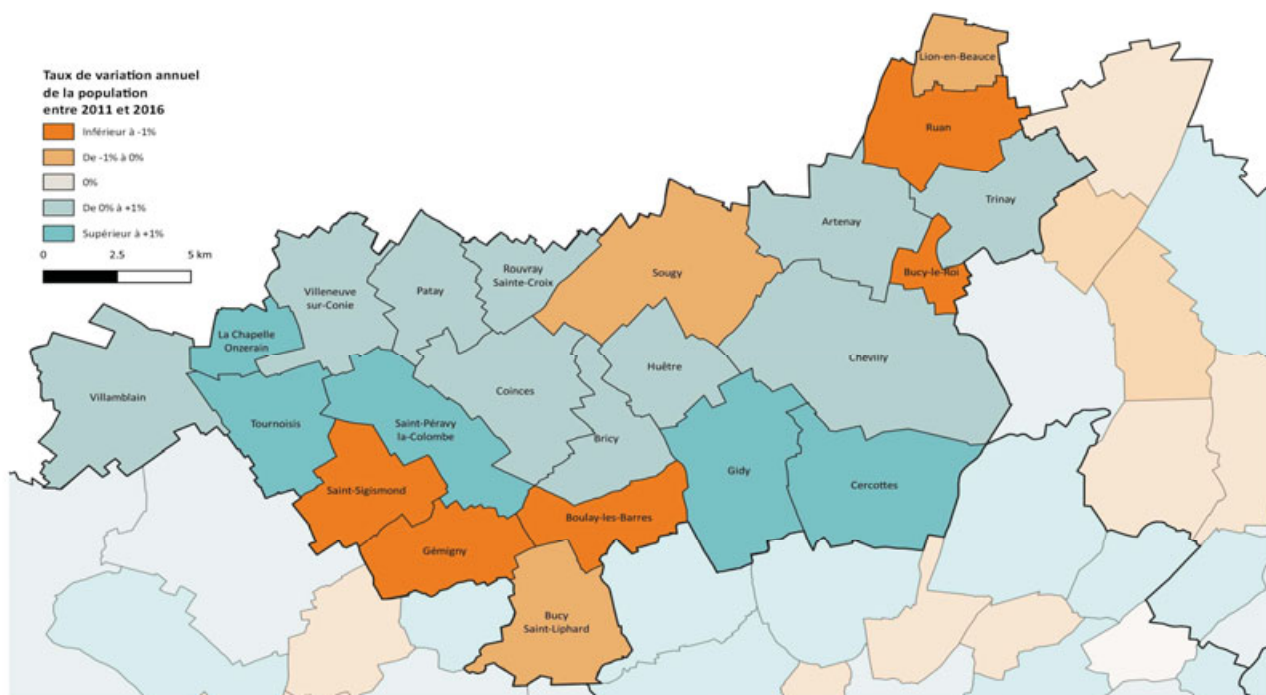 Taux de variation annuel
de la population
entre 2011 et 2016
Inférieur à -1%
De -1% à 0%
0%
De 0% à +1%
Supérieur à +1%
0
2.5
5 km
Lion-en-Beauce
Ruan
Trinay
Artenay
Bucy-le-Roi
Sougy
Rouvray
Sainte-Croix
Patay
Villeneuve
sur-Conie
La Chapelle
Onzerain
Villamblain
Tournoisis
Saint-Péravy
la-Colombe
Coinces
Huêtre
Chevilly
Bricy
Gidy
Cercottes
Saint-Sigismond
Boulay-les-Barres
Gémigny
Bucy
Saint-Liphard